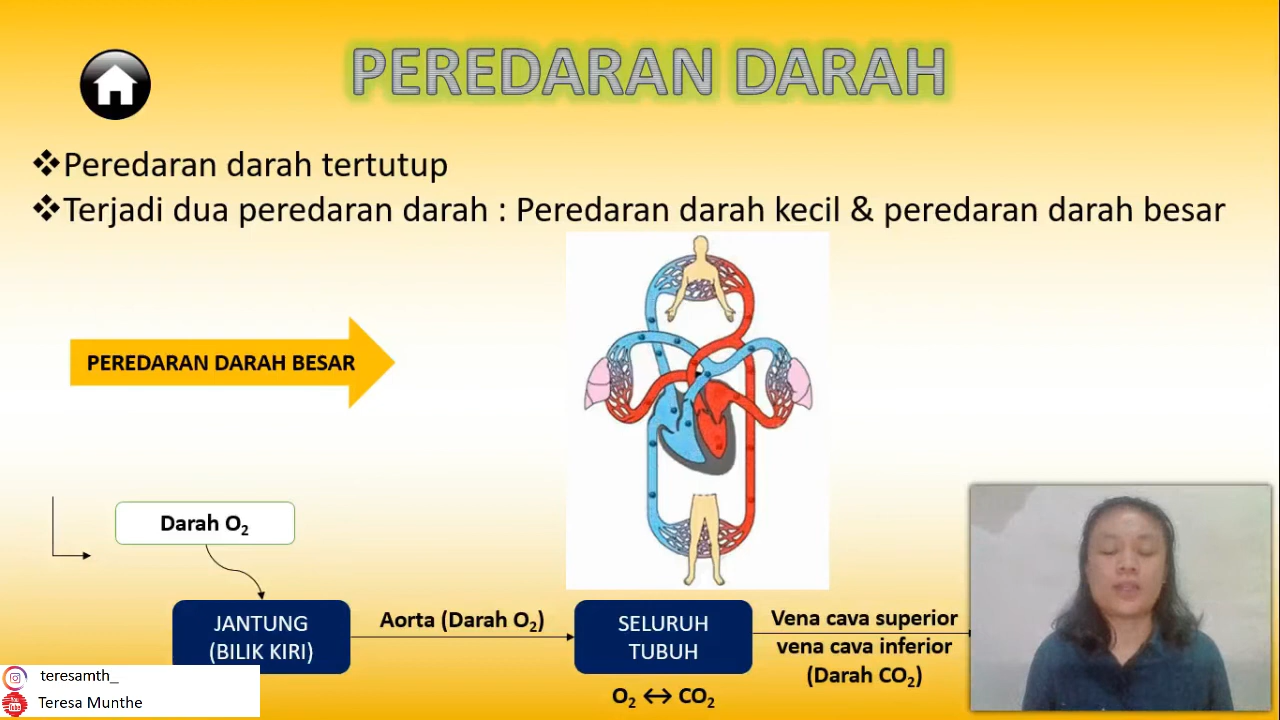 PEREDARAN DARAH
❖Peredaran darah tertutup
❖Terjadi dua peredaran darah : Peredaran darah kecil & peredaran darah besar
PEREDARAN DARAH BESAR
Darah O₂
JANTUNG
(BILIK KIRI)
Aorta (Darah O₂)
SELURUH
TUBUH
O₂ ↔ CO₂
Vena cava superior
vena cava inferior
(Darah CO₂)
teresamth_
Teresa Munthe